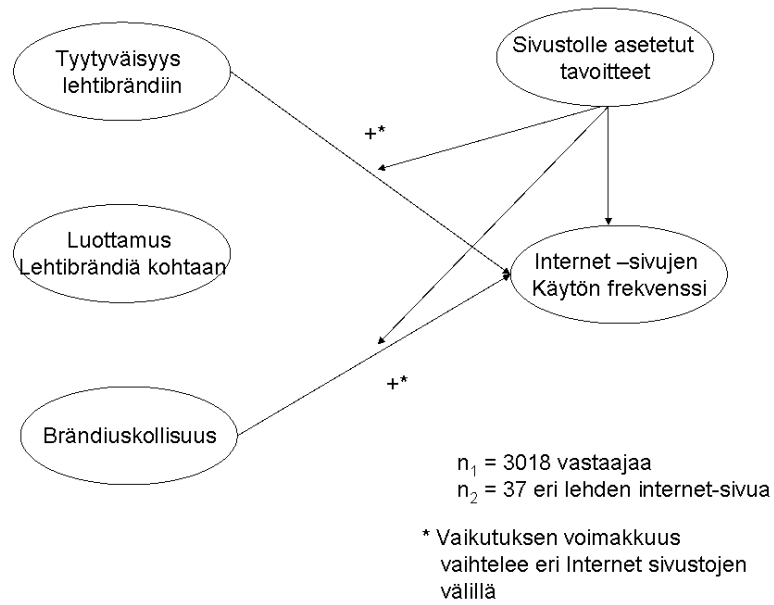 Tyytyväisyys
lehtibrändiin
Sivustolle asetetut
tavoitteet
+*
Luottamus
Lehtibrändiä kohtaan
Internet –sivujen
Käytön frekvenssi
+*
Brändiuskollisuus
n1 = 3018 vastaajaa
n2 = 37 eri lehden internet-sivua
* Vaikutuksen voimakkuus
vaihtelee eri Internet sivustojen
välillä